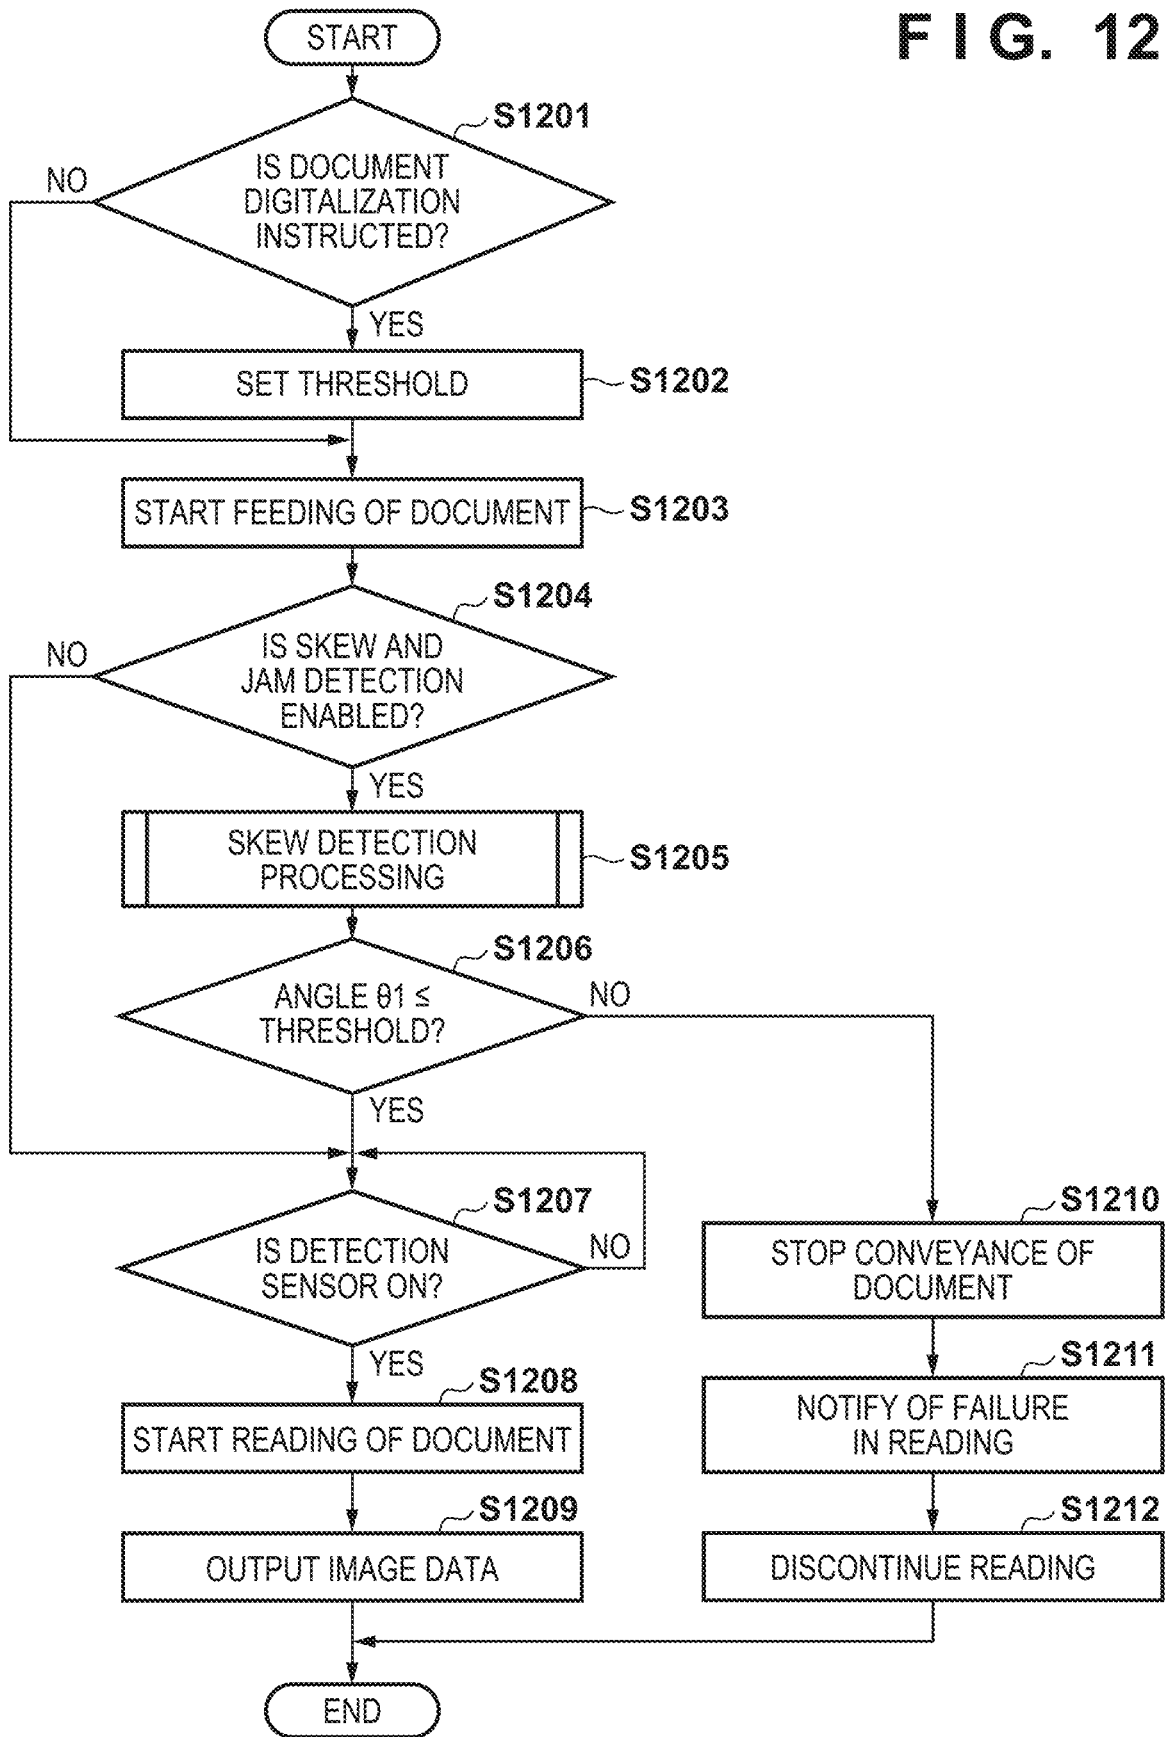 FIG. 12
START
S1201
IS DOCUMENT
DIGITALIZATION
INSTRUCTED?
NO
YES
SET THRESHOLD
S1202
START FEEDING OF DOCUMENT
S1203
S1204
IS SKEW AND
JAM DETECTION
ENABLED?
NO
YES
SKEW DETECTION
PROCESSING
S1205
S1206
ANGLE θ1 ≤
THRESHOLD?
NO
YES
S1207
IS DETECTION
SENSOR ON?
NO
YES
S1208
START READING OF DOCUMENT
S1209
OUTPUT IMAGE DATA
S1210
STOP CONVEYANCE OF
DOCUMENT
S1211
NOTIFY OF FAILURE
IN READING
S1212
DISCONTINUE READING
END